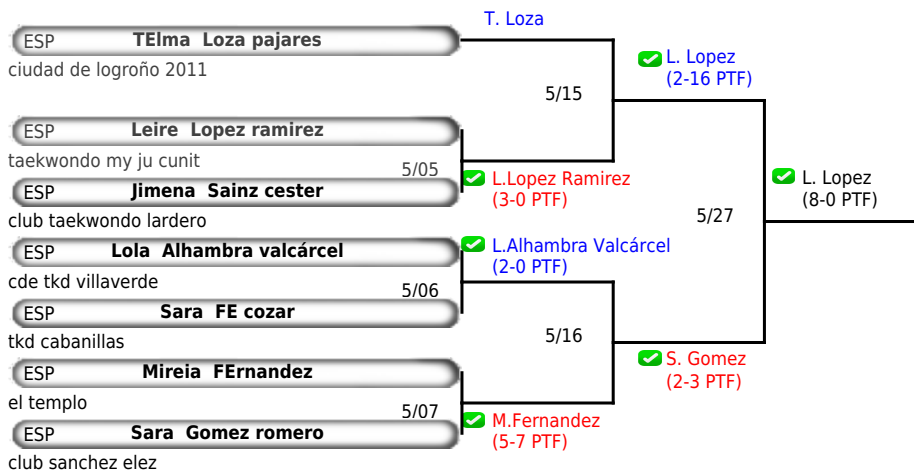 T. Loza
ESP TElma Loza pajares
ciudad de logroño 2011
L. Lopez
(2-16 PTF)
5/15
ESP Leire Lopez ramirez
taekwondo my ju cunit
5/05
ESP Jimena Sainz cester
L.Lopez Ramirez
(3-0 PTF)
club taekwondo lardero
L. Lopez
(8-0 PTF)
5/27
ESP Lola Alhambra valcárcel
L.Alhambra Valcárcel
(2-0 PTF)
cde tkd villaverde
5/06
ESP Sara FE cozar
tkd cabanillas
5/16
ESP Mireia FErnandez
S. Gomez
(2-3 PTF)
el templo
5/07
ESP Sara Gomez romero
M.Fernandez
(5-7 PTF)
club sanchez elez